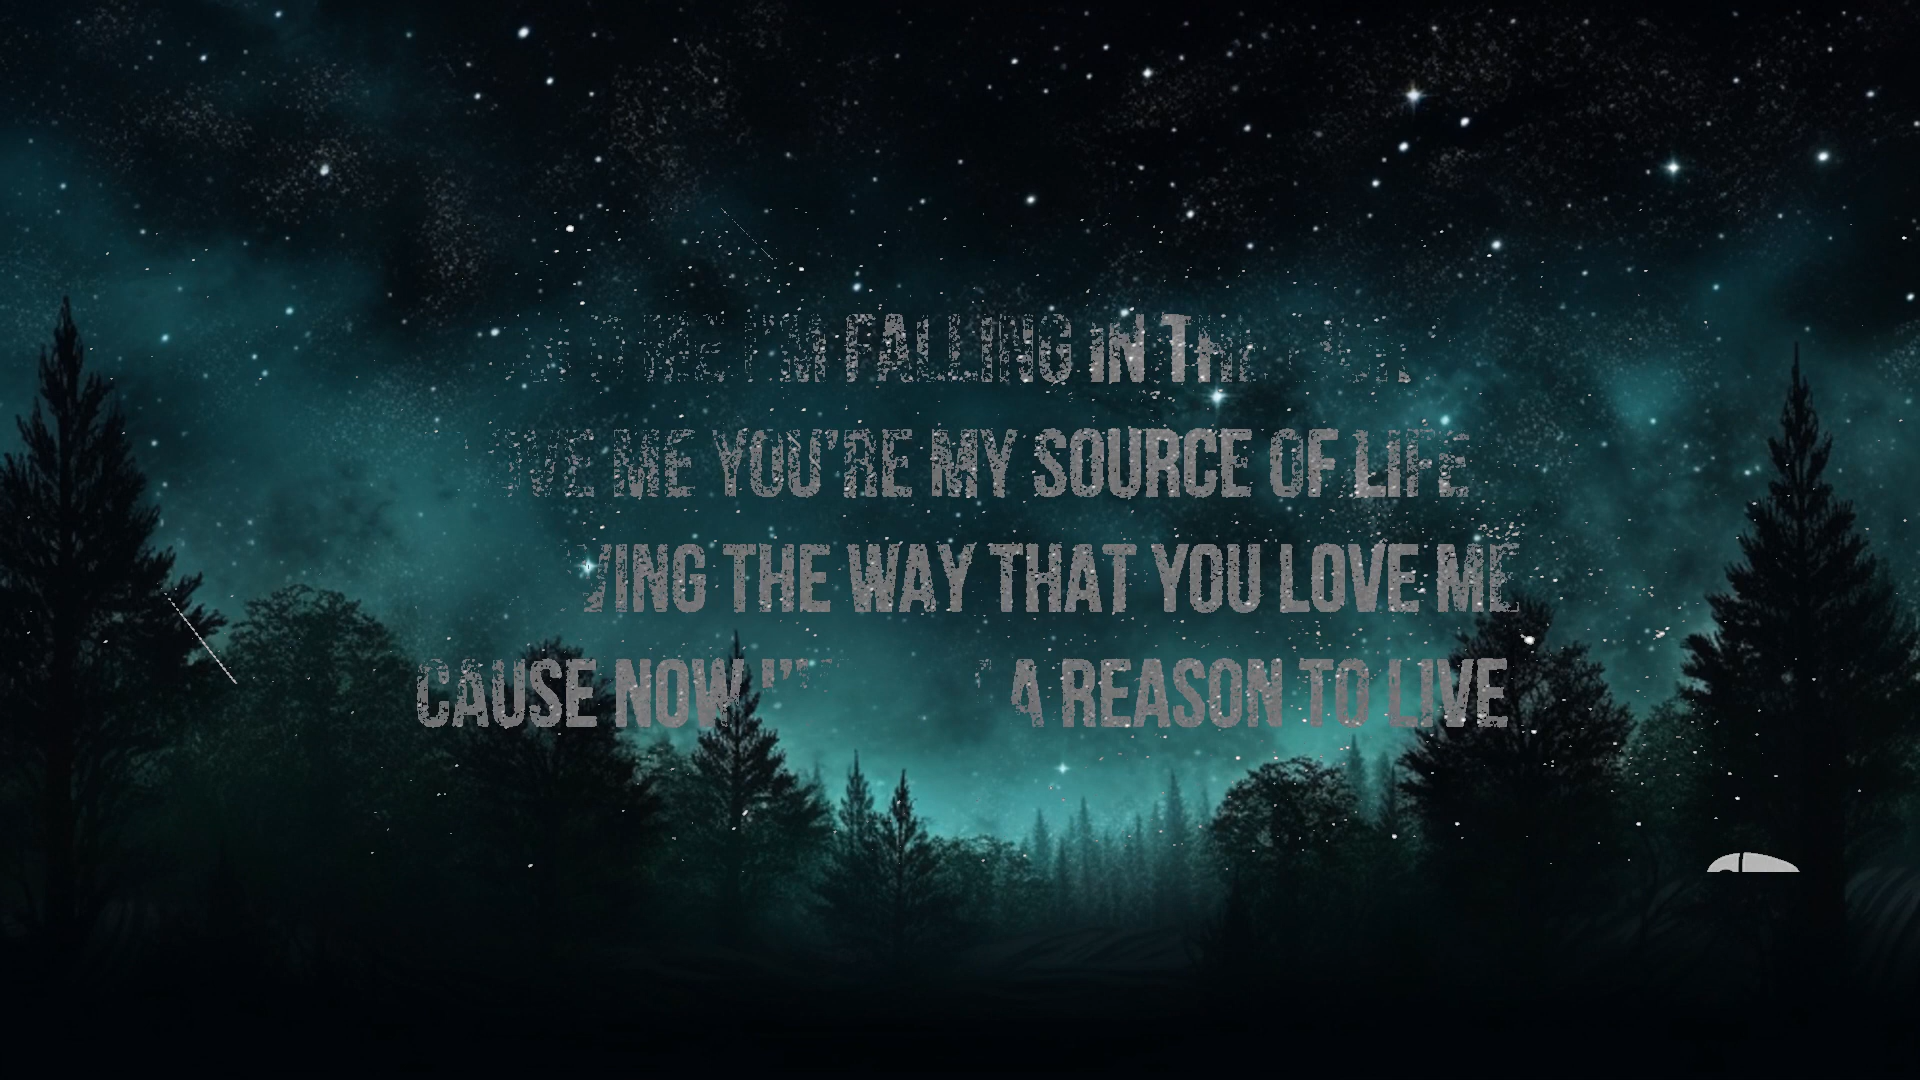 ME I'M FALLING IN THE
ME YOU'RE MY SOURCE OF LIFE
THE WAY THAT YOU LOVE ME
CAUSE NOW A REASON TO LIVE